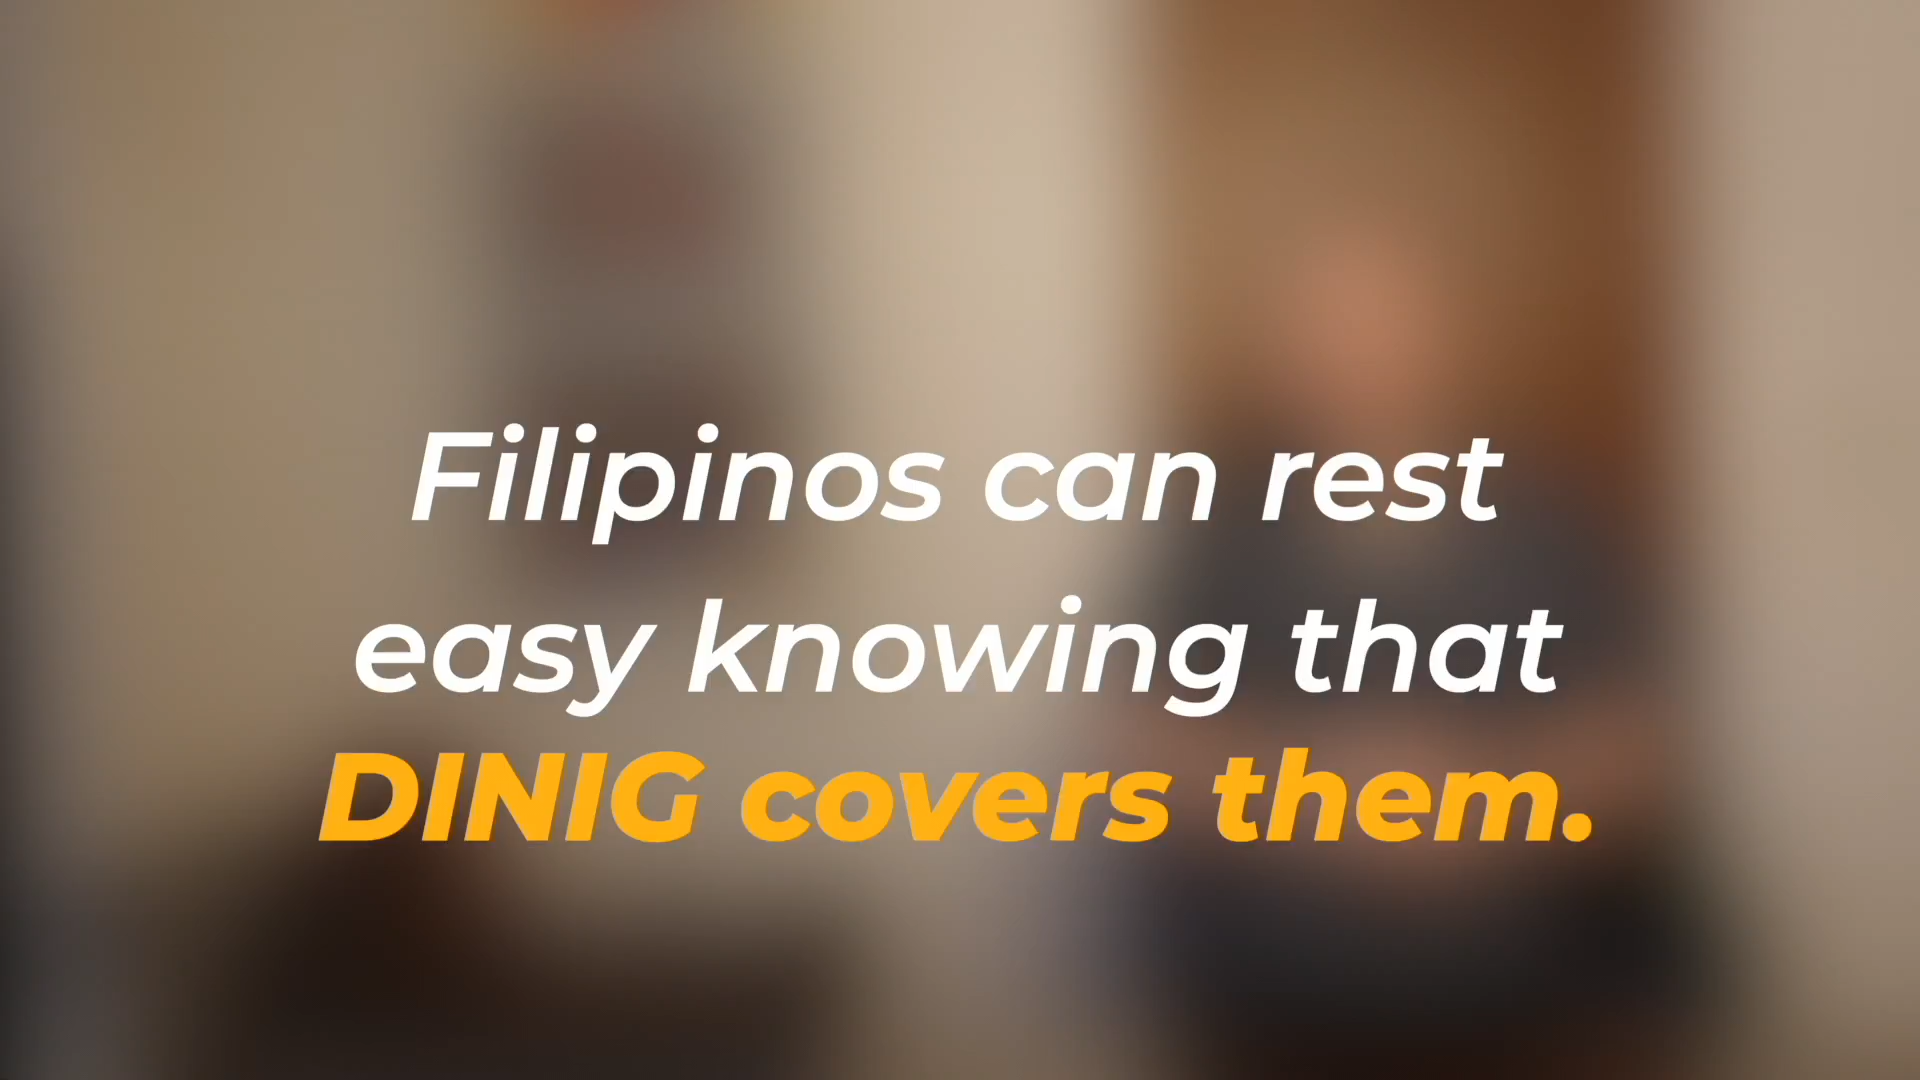 Filipinos can rest
easy knowing that
DINIG covers them.